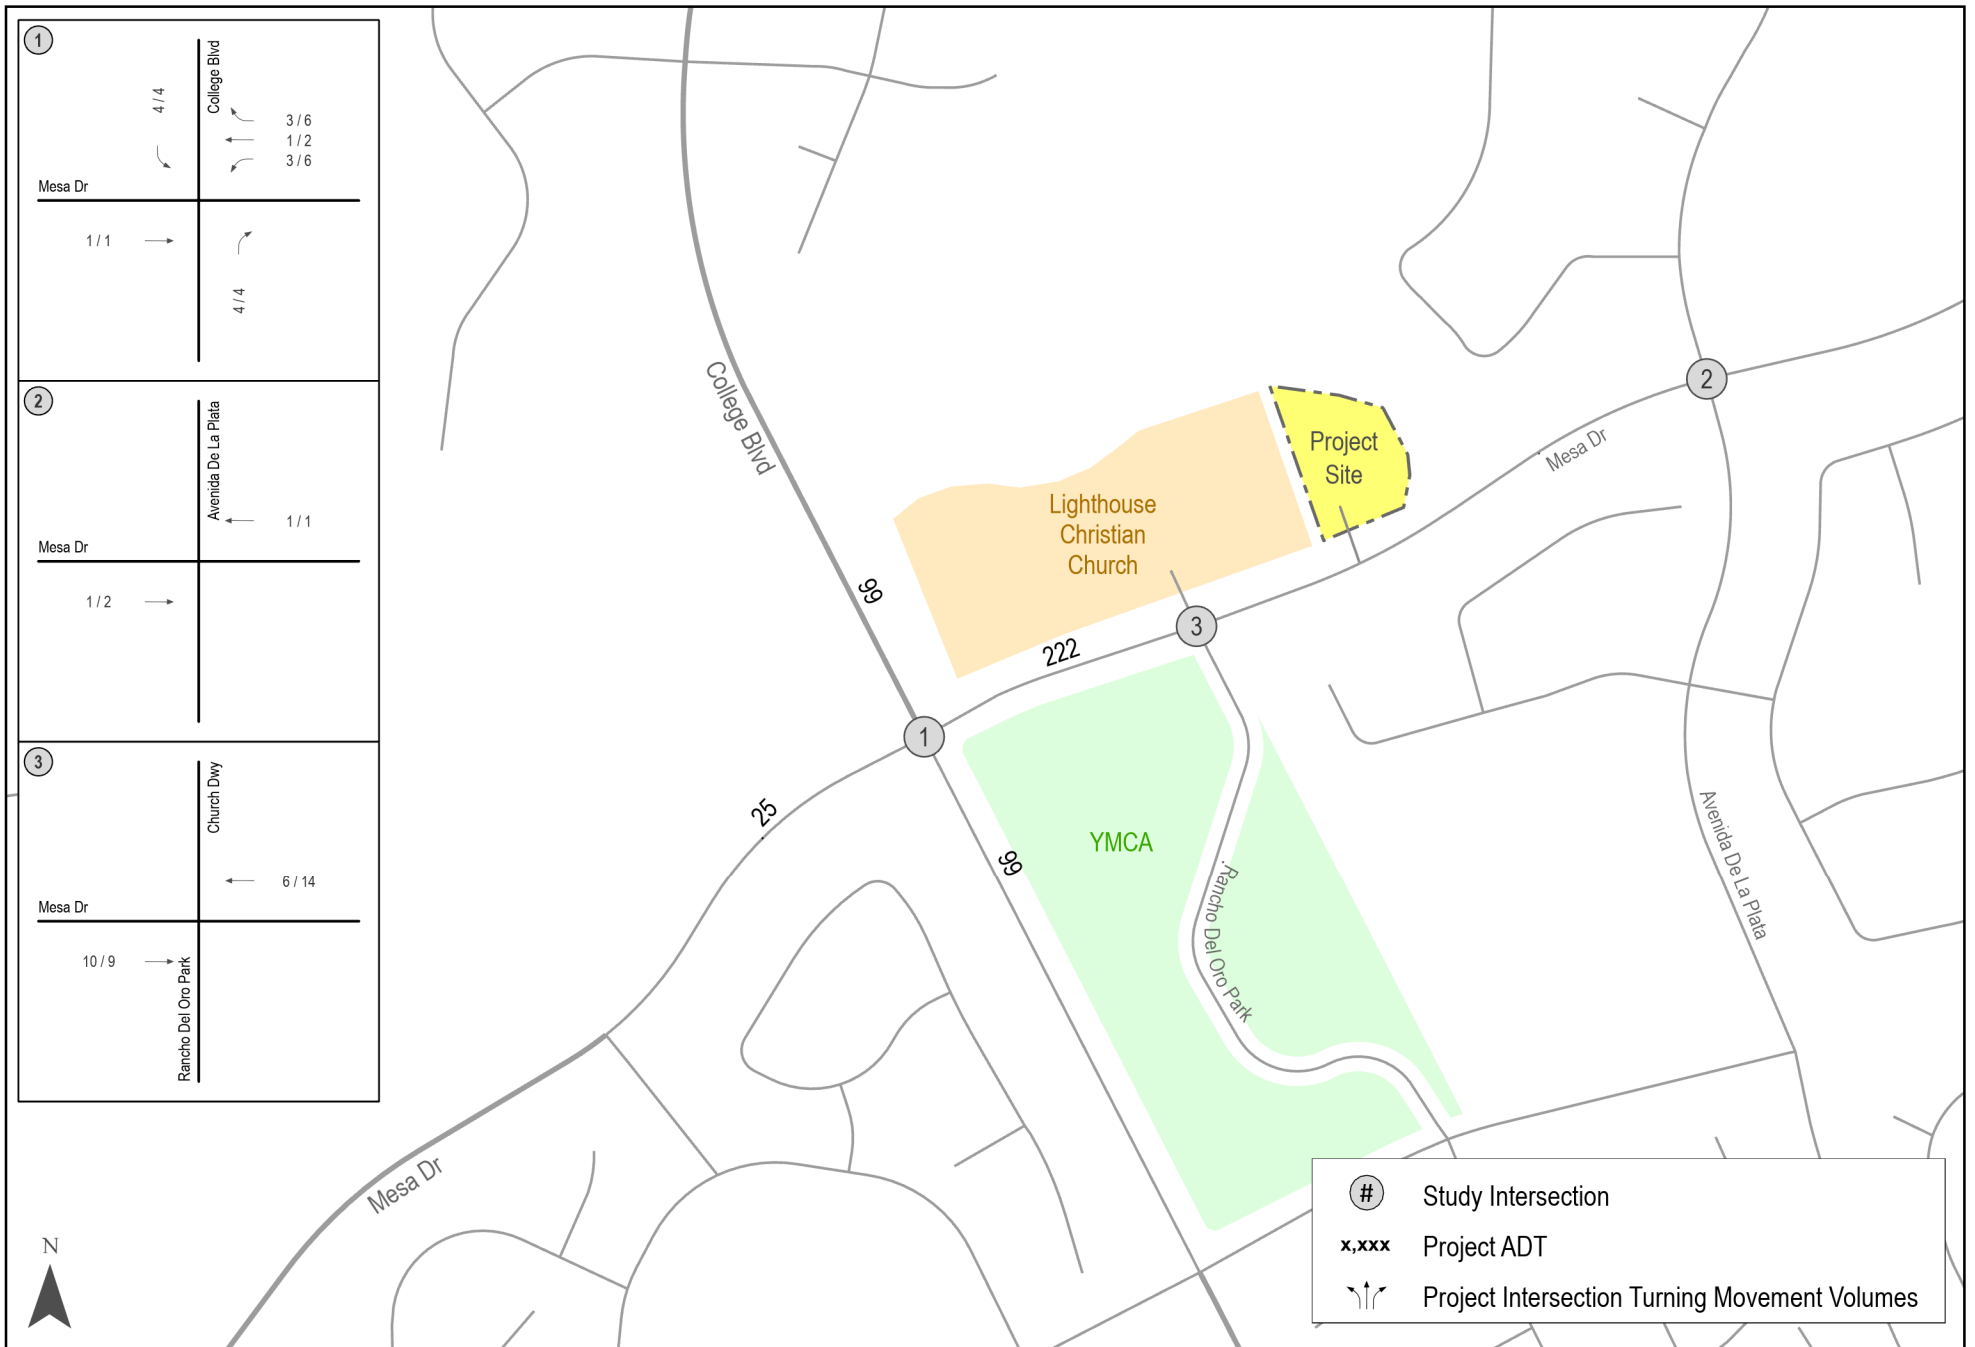 1
College Blvd
4 / 4
3 / 6
1 / 2
3 / 6
Mesa Dr
1 / 1
4 / 4
2
Avenida De La Plata
1 / 1
Mesa Dr
1 / 2
3
Church Dwy
6 / 14
Mesa Dr
10 / 9
Rancho Del Oro Park
College Blvd
Project
Site
2
Mesa Dr
Lighthouse
Christian
Church
99
3
222
1
25
YMCA
99
Rancho Del Oro Park
Avenida De La Plata
Mesa Dr
N
# Study Intersection
x,xxx Project ADT
Project Intersection Turning Movement Volumes